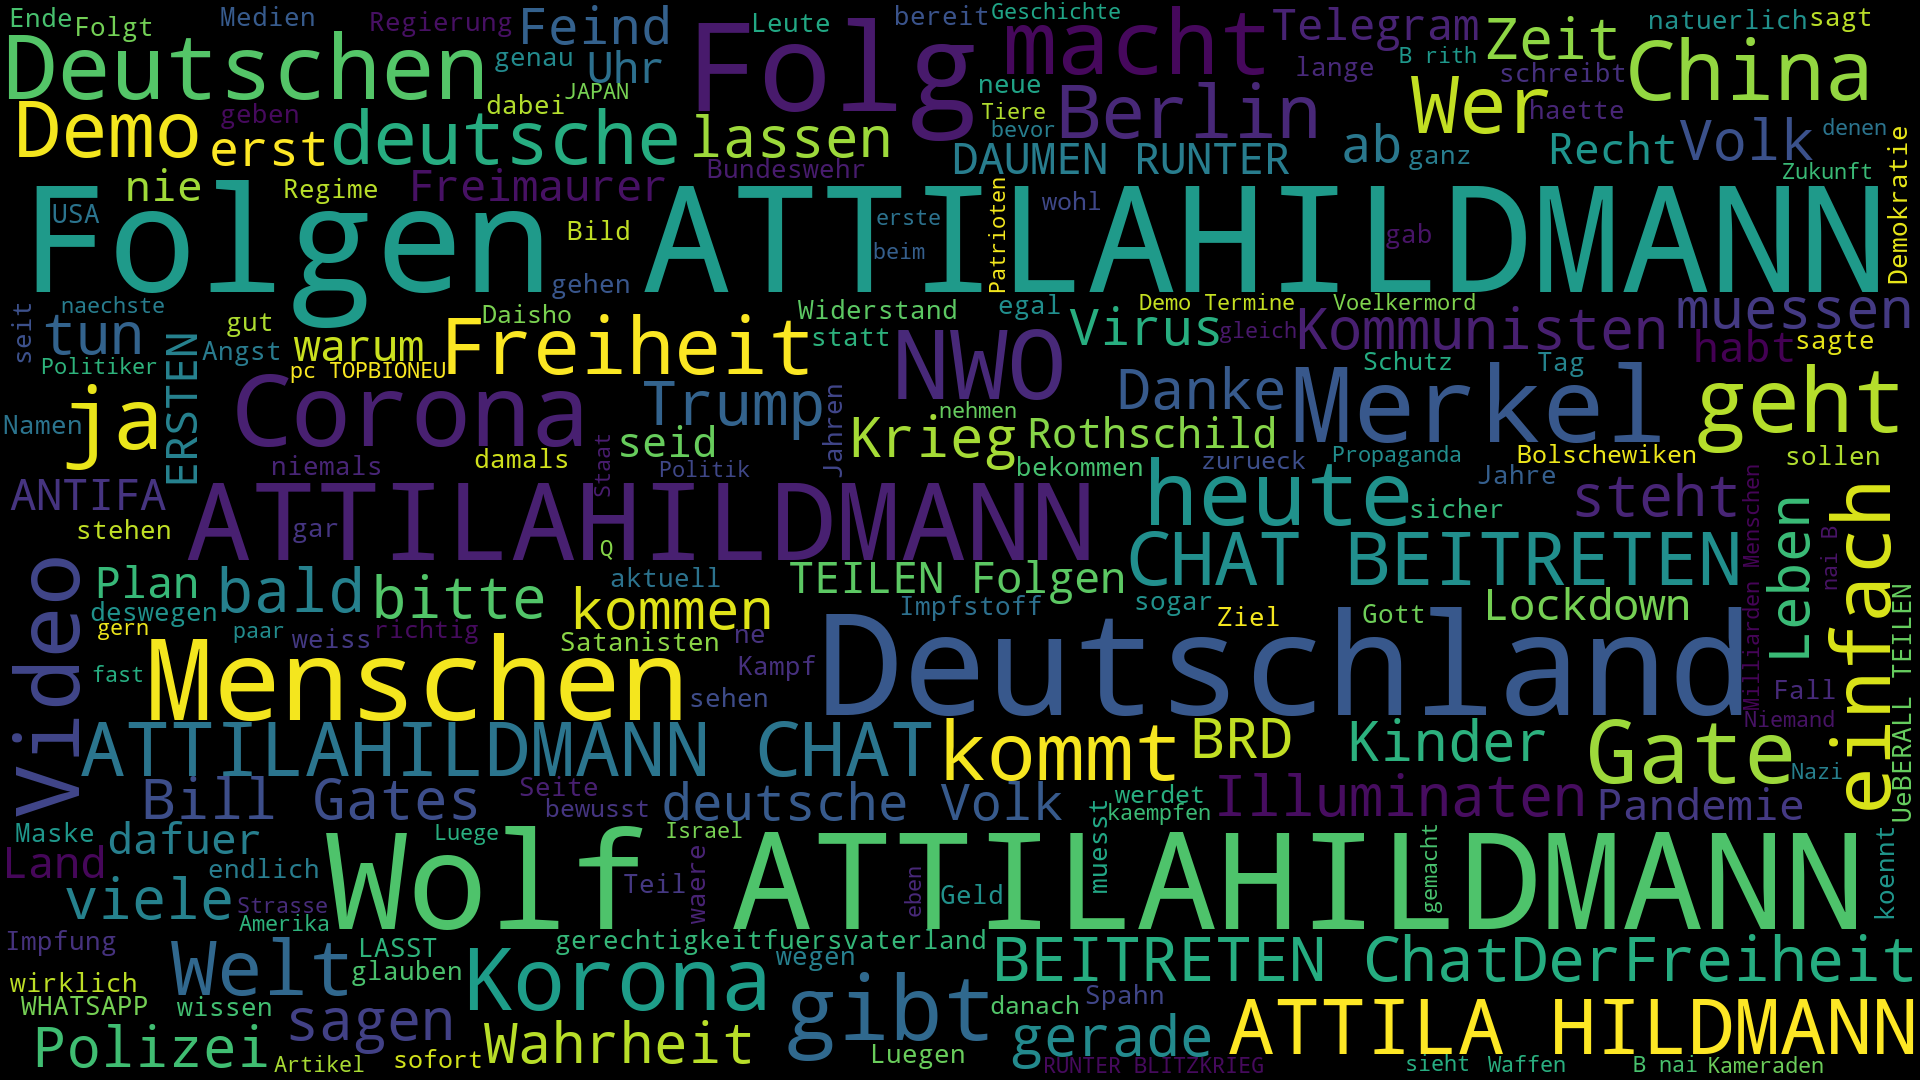 Ende
Folgt
Medien
Regierung
Feind
Folg
Leute
bereit
Geschichte
macht
Telegram
Zeit
natuerlich
sagt
Deutschen
genau
Uhr
B rith
China
lange
schreibt
JAPAN
dabei
neue
Tiere
Berlin
Wer
haette
geben
Demo
erst
deutsche
lassen
bevor
DAUMEN RUNTER
ab
ganz
Recht
Volk
denen
Bundeswehr
Zukunft
Demokratie
nie
Regime
Freimaurer
Folgen ATTILAHILDMANN
USA
Bild
erste
beim
Patrioten
wohl
gab
gehen
seit
naechste
tun
gut
Angst
Daisho
Widerstand
statt
egal
Demo Termine
Voelkermord
muessen
Virus
gleich
Kommunisten
habt
sagte
warum
Freiheit
NWO
Politiker
ERSTEN
pc TOPBIONEU
Schutz
Tag
Corona
Trump
Danke
Merkel
geht
ja
Namen
Jahren
nehmen
seid
Krieg
Rothschild
niemals
damals
Staat
Politik
bekommen
zurueck
Propaganda
Bolschewiken
sollen
Jahre
ANTIFA
ATTILAHILDMANN
heute
sicher
steht
Milliarden Menschen
Leben
nai B
einfach
stehen
gar
Q
CHAT BEITRETEN
Video
Plan
bald
bitte
aktuell
TEILEN Folgen
deswegen
kommen
Impfstoff
sogar
Ziel
Gott
Lockdown
gern
paar
weiss
richtig
Satanisten
ne
UeBERALL TEILEN
Menschen
Deutschland
fast
Kampf
sehen
Fall
Niemand
ATTILAHILDMANN CHAT
kommt
BRD
Kinder
Gate
Nazi
Bill Gates
Seite
bewusst
deutsche Volk
muesst
werdet
kaempfen
Illuminaten
Pandemie
Maske
dafuer
Luege
Israel
Land
endlich
Wolf ATTILAHILDMANN
viele
Strasse
Amerika
Teil
waere
eben
Geld
gemacht
koennt
Impfung
Welt
LASST
gerechtigkeitfuersvaterland
BEITRETEN ChatDerFreiheit
wirklich
glauben
Korona
wegen
gibt
WHATSAPP
wissen
danach
Spahn
sagen
Polizei
Wahrheit
gerade
ATTILA HILDMANN
Artikel
sofort
Luegen
RUNTER BLITZKRIEG
sieht
Waffen
B nai
Kameraden